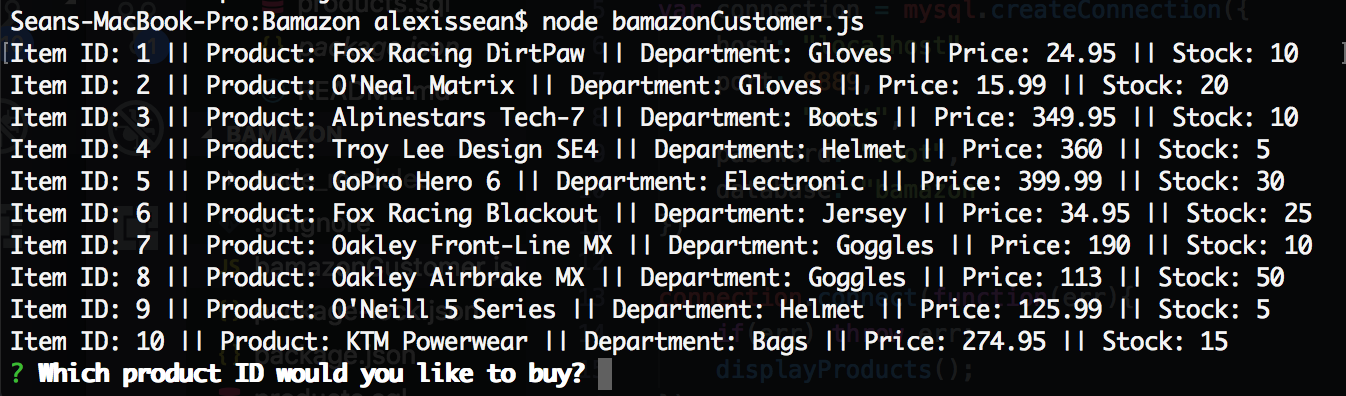 Seans-MacBook-Pro:Bamazon alexissean$ node bamazonCustomer.js
Item ID: 1 || Product: Fox Racing DirtPaw || Department: Gloves || Price: 24.95 || Stock: 10
Item ID: 2 || Product: O'Neal Matrix || Department: Gloves || Price: 15.99 || Stock: 20
Item ID: 3 || Product: Alpinestars Tech-7 || Department: Boots || Price: 349.95 || Stock: 10
Item ID: 4 || Product: Troy Lee Design SE4 || Department: Helmet || Price: 360 || Stock: 5
Item ID: 5 || Product: GoPro Hero 6 || Department: Electronic || Price: 399.99 || Stock: 30
Item ID: 6 || Product: Fox Racing Blackout || Department: Jersey || Price: 34.95 || Stock: 25
Item ID: 7 || Product: Oakley Front-Line MX || Department: Goggles || Price: 190 || Stock: 10
Item ID: 8 || Product: Oakley Airbrake MX || Department: Goggles || Price: 113 || Stock: 50
Item ID: 9 || Product: O'Neill 5 Series || Department: Helmet || Price: 125.99 || Stock: 5
Item ID: 10 || Product: KTM Powerwear || Department: Bags || Price: 274.95 || Stock: 15
? Which product ID would you like to buy?